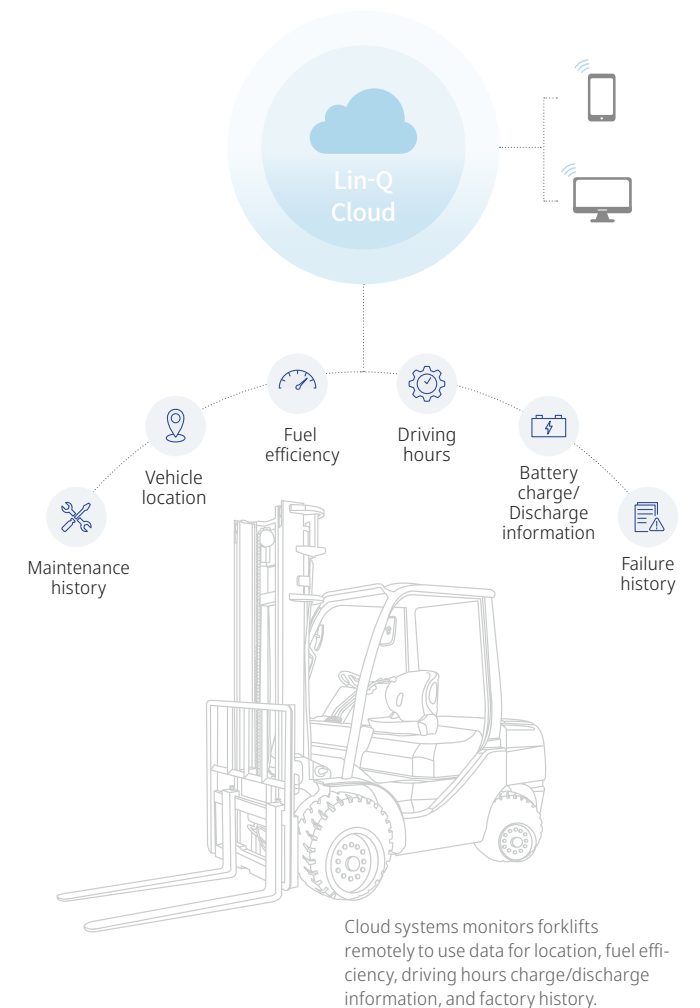 Lin-Q
Cloud
Fuel
efficiency
Driving
hours
Vehicle
location
Battery
charge/
Discharge
information
Maintenance
history
Failure
history
Cloud systems monitors forklifts
remotely to use data for location, fuel effi-
ciency, driving hours charge/discharge
information, and factory history.